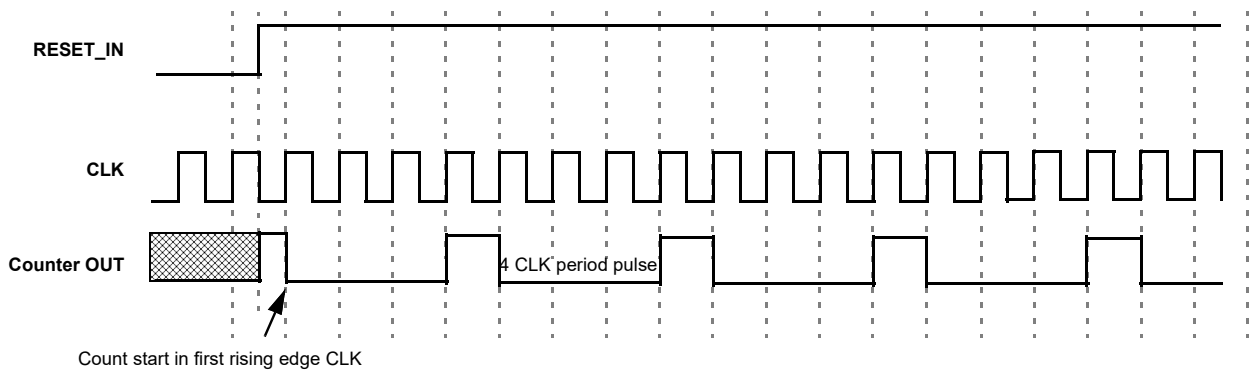 RESET_IN
CLK
Counter OUT
4 CLK period pulse
Count start in first rising edge CLK